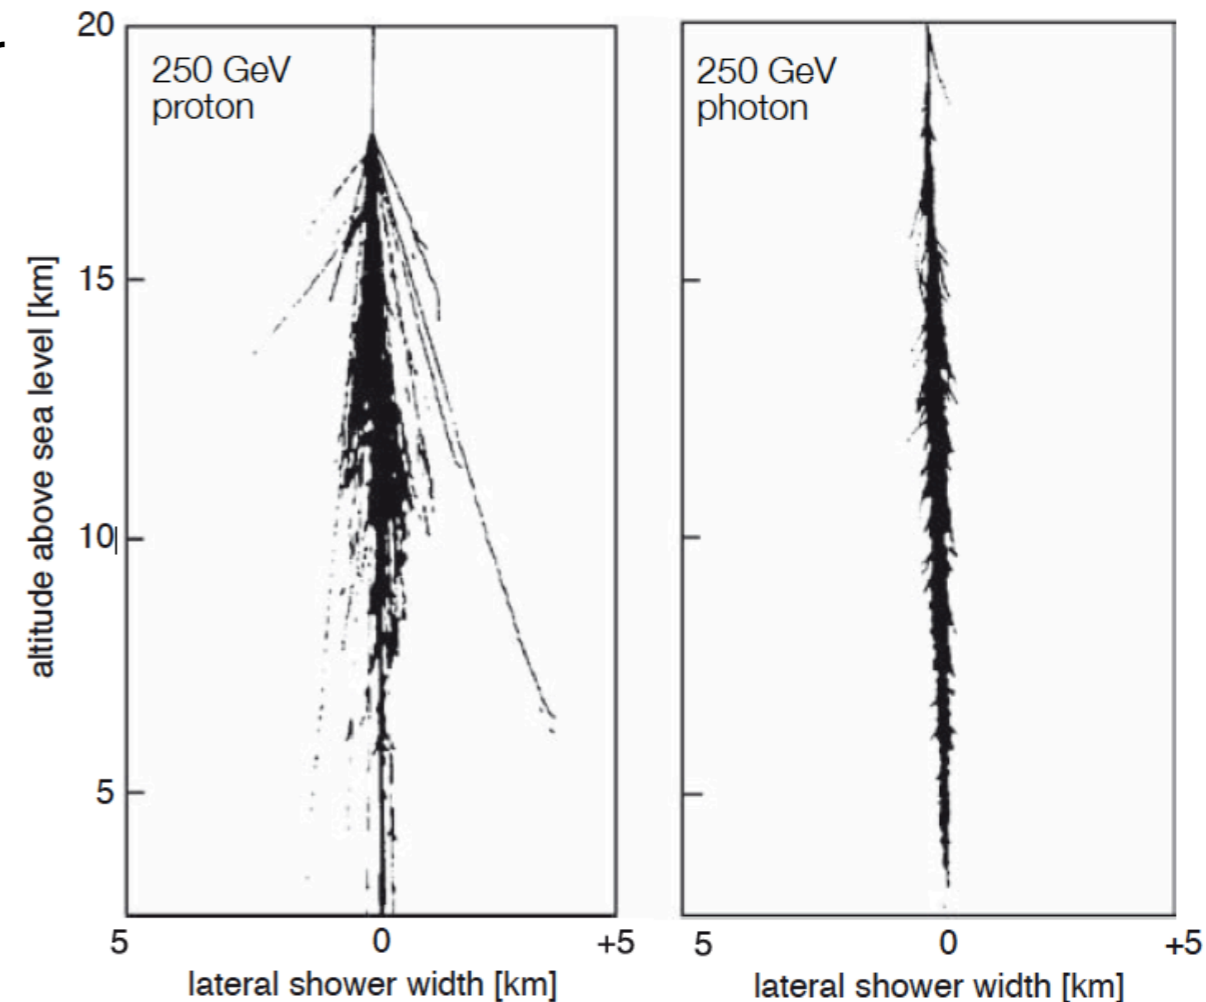 20
250 GeV
proton
15
10
5
altitude above sea level [km]
5 0 +5
lateral shower width [km]
250 GeV
photon
5 0 +5
lateral shower width [km]